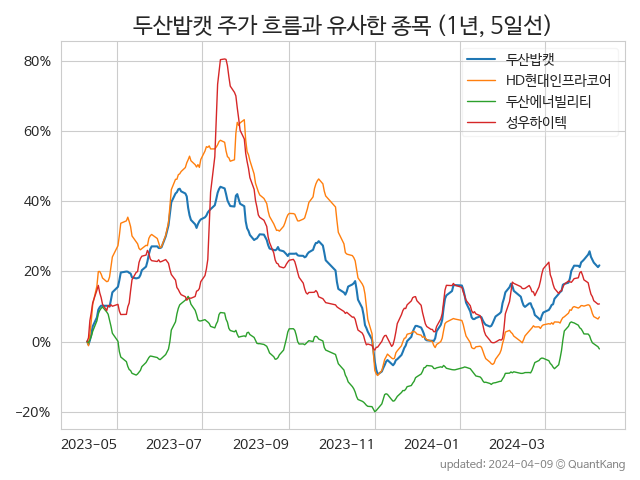 두산밥캣 주가 흐름과 유사한 종목 (1년, 5일선)
두산밥캣
HD현대인프라코어
두산에너빌리티
성우하이텍
80%
60%
40%
20%
0%
−20%
2023-05
2023-07
2023-09
2023-11
2024-01
2024-03
updated: 2024-04-09 © QuantKang